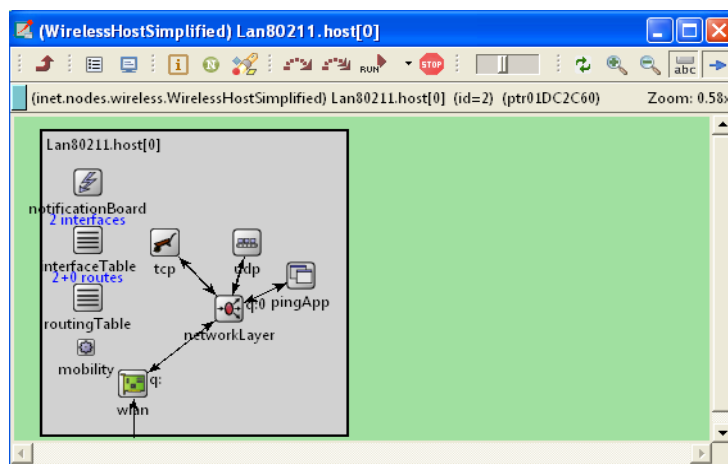 (WirelessHostSimplified) Lan80211.host[0]
RUN
STOP
abc
(inet.nodes.wireless.WirelessHostSimplified) Lan80211.host[0] (id=2) (ptr01DC2C60)
Zoom: 0.58x
Lan80211.host[0]
notificationBoard
2 interfaces
interfaceTable
2+0 routes
routingTable
mobility
tcp
udp
q:0
pingApp
networkLayer
q:
wlan